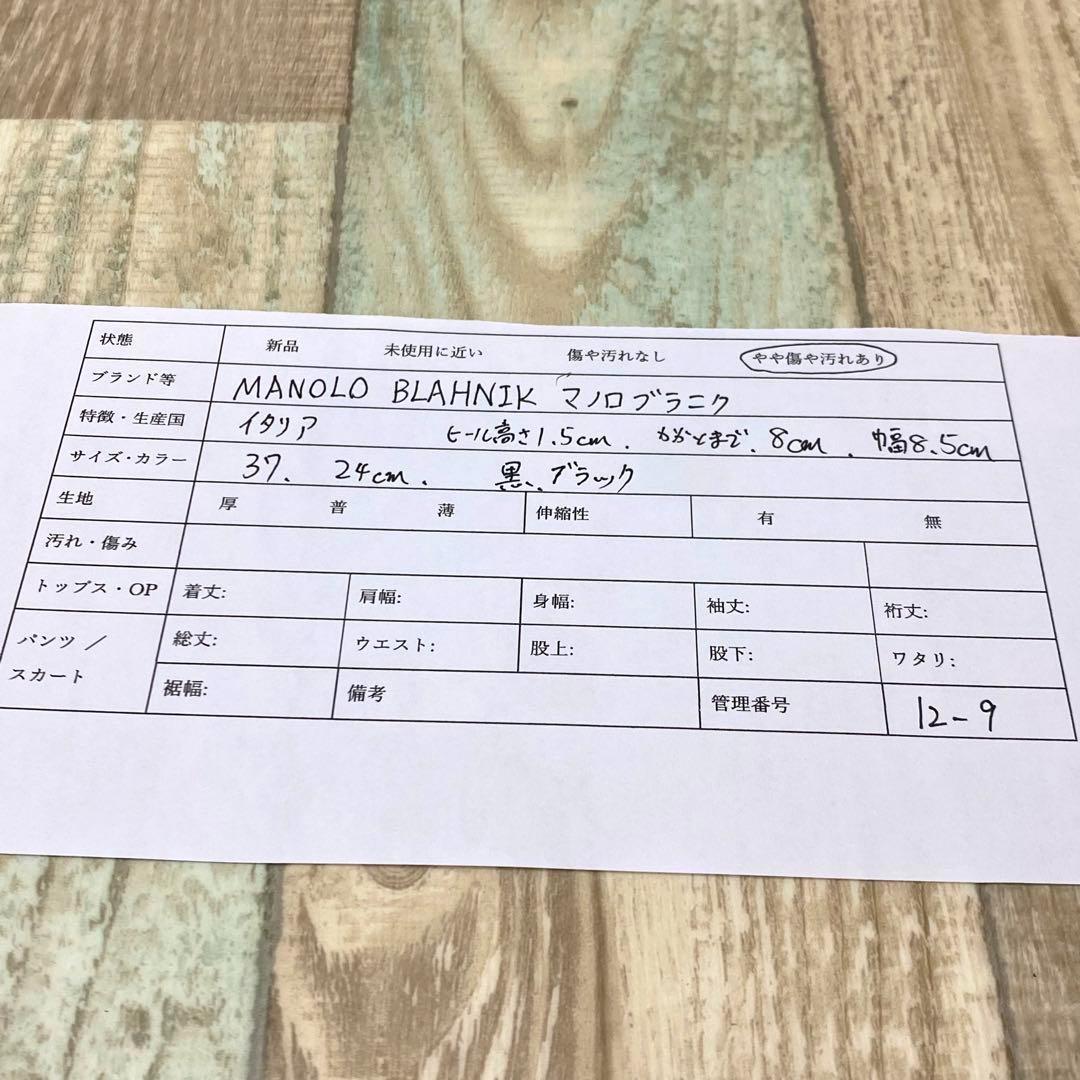 状態 新品 未使用に近い 傷や汚れなし やや傷や汚れあり
ブランド等 MANOLO BLAHNIK マノロブラニク
特徴・生産国 イタリア ヒール高さ1.5cm. かかとまで.8cm. 幅8.5cm
サイズ・カラー 37. 24cm. 黒、ブラック
生地 厚 普 薄 伸縮性 有 無
汚れ・傷み
トップス・OP 着丈: 肩幅: 身幅: 袖丈: 裄丈:
パンツ／ 総丈: ウエスト: 股上: 股下: ワタリ:
スカート 裾幅: 備考 管理番号 12-9